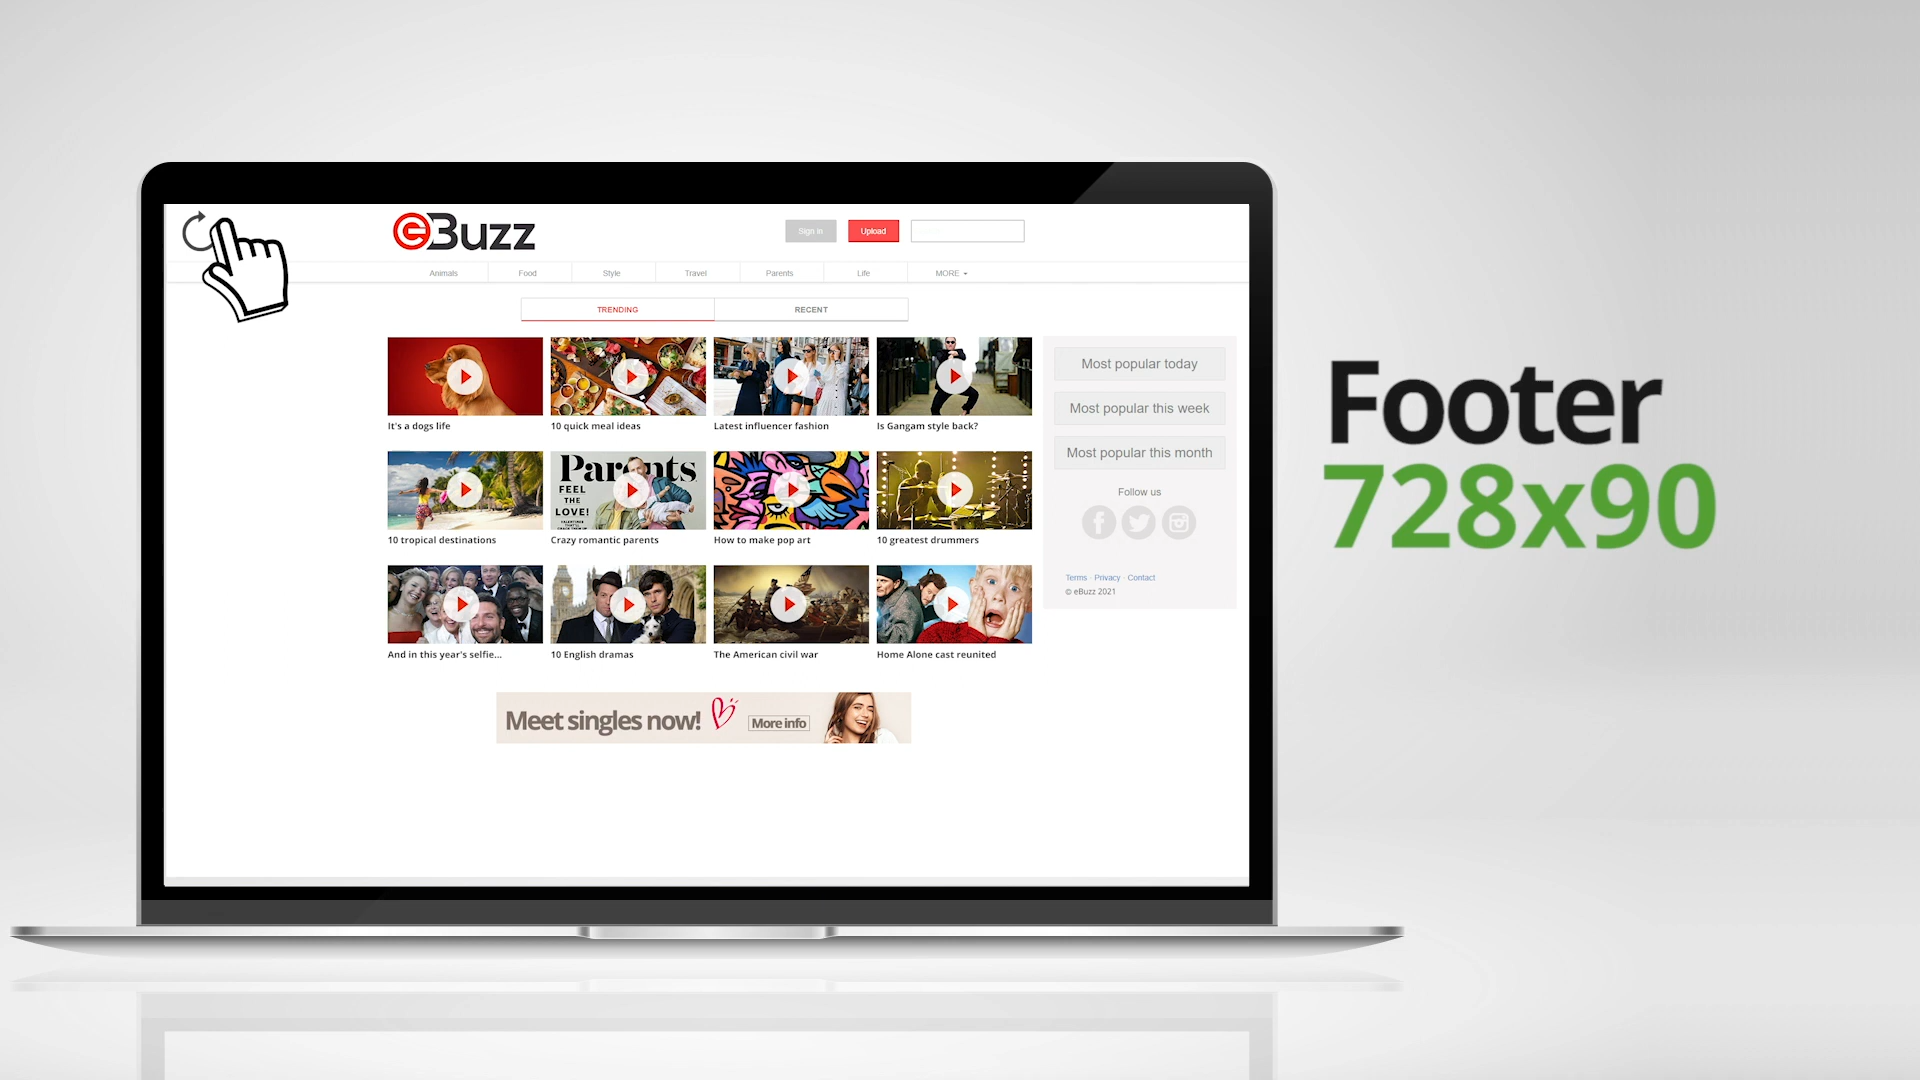 eBuzz
Sign in
Upload
Animals
Food
Style
Travel
Parents
Life
MORE
TRENDING
RECENT
It's a dogs life
10 quick meal ideas
Latest influencer fashion
Is Gangam style back?
Parents
FEEL
THE
LOVE!
10 tropical destinations
Crazy romantic parents
How to make pop art
10 greatest drummers
And in this year's selfie...
10 English dramas
The American civil war
Home Alone cast reunited
Most popular today
Most popular this week
Most popular this month
Follow us
Terms · Privacy · Contact
© eBuzz 2021
Meet singles now!
More info
Footer
728x90